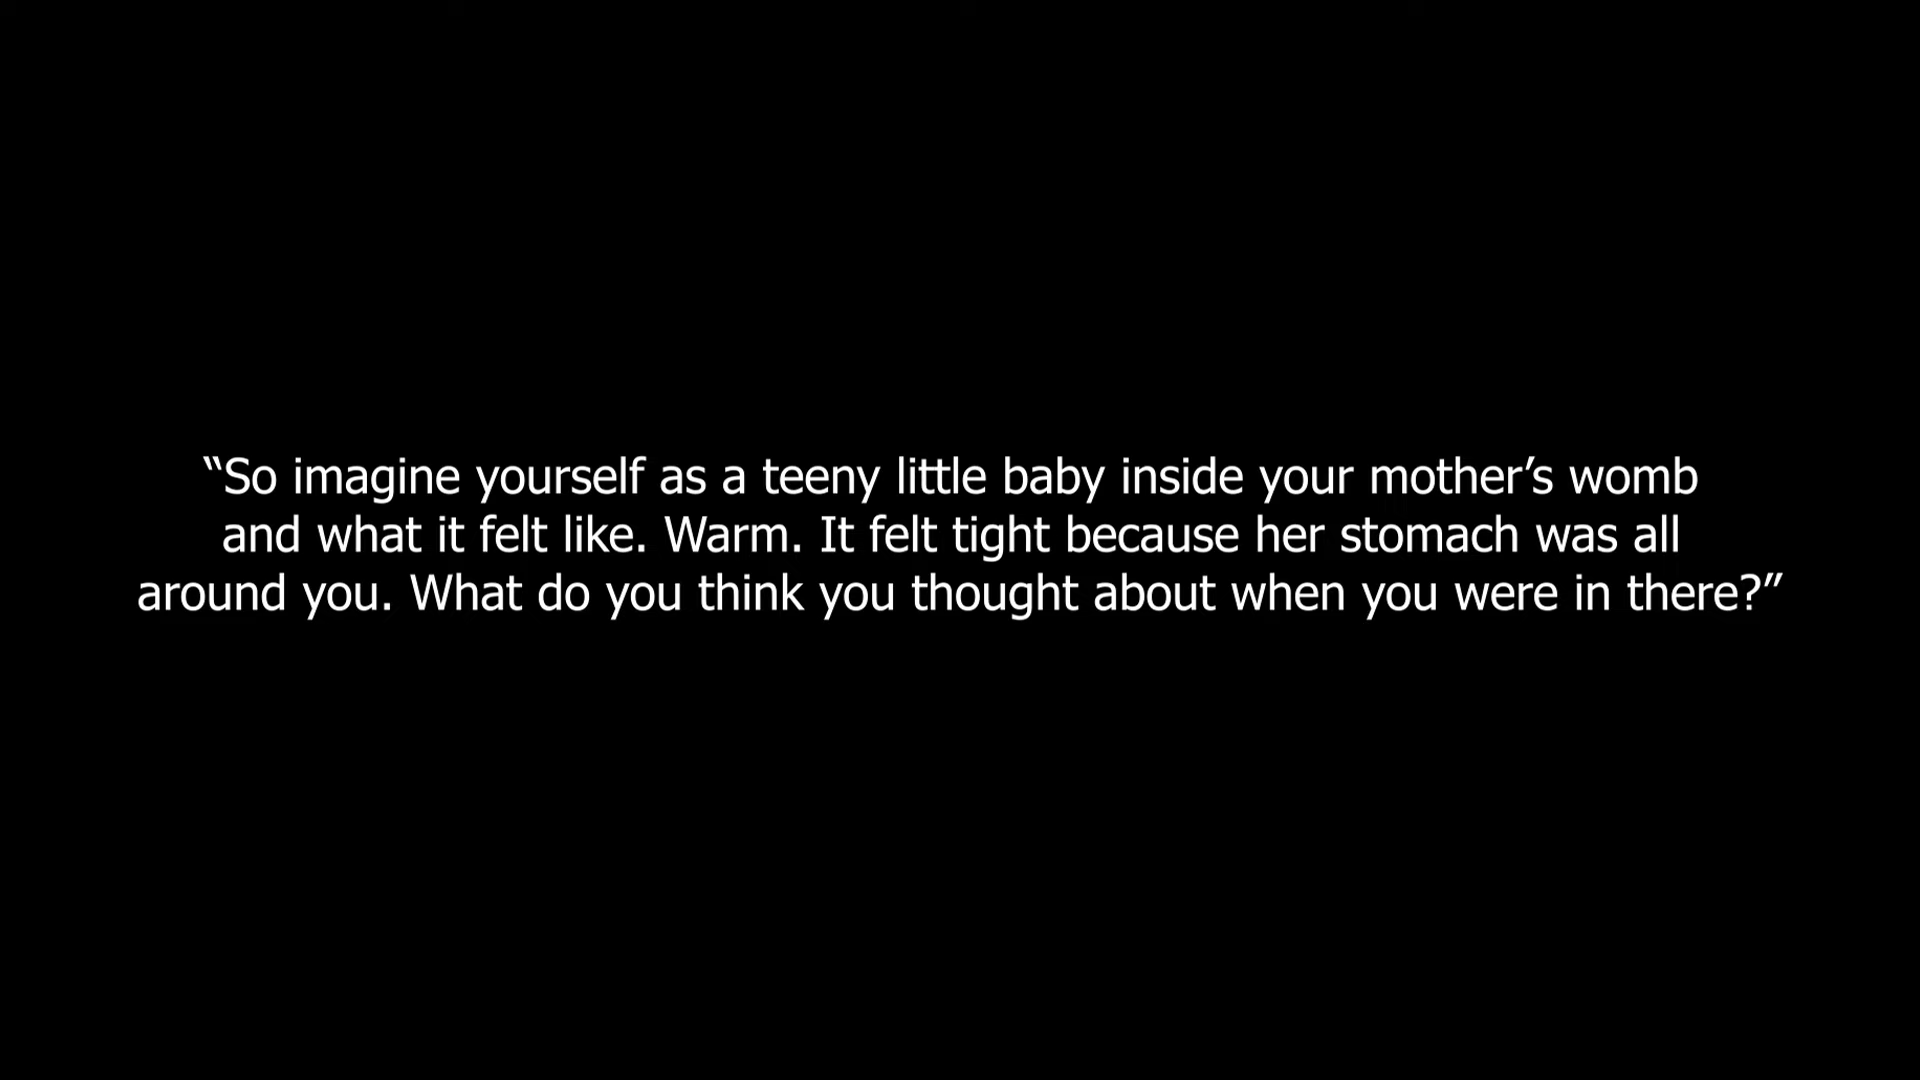 “So imagine yourself as a teeny little baby inside your mother’s womb
and what it felt like. Warm. It felt tight because her stomach was all
around you. What do you think you thought about when you were in there?”